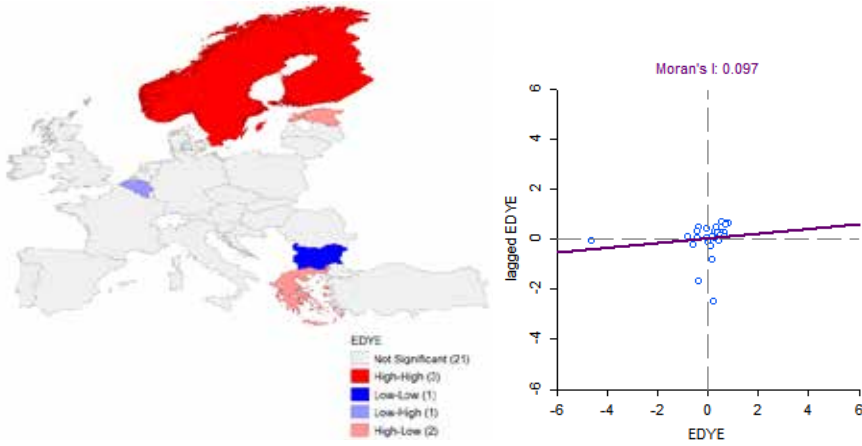 EDYE
Not Significant (21)
High-High (3)
Low-Low (1)
Low-High (1)
High-Low (2)
Moran's I: 0.097
6
4
2
0
-2
-4
-6
lagged EDYE
-6 -4 -2 0 2 4 6
EDYE